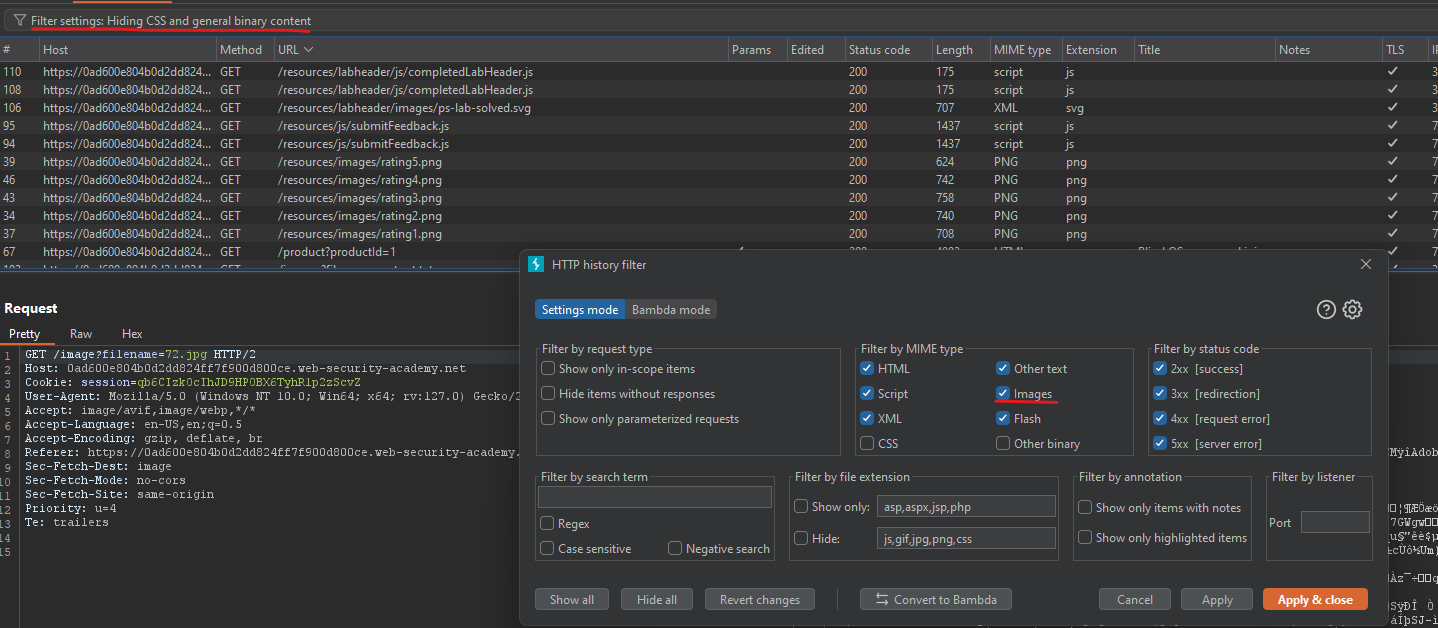 Filter settings: Hiding CSS and general binary content
# Host Method URL Params Edited Status code Length MIME type Extension Title Notes TLS
110 https://0ad600e804b0d2dd824... GET /resources/labheader/js/completedLabHeader.js 200 175 script js
108 https://0ad600e804b0d2dd824... GET /resources/labheader/js/completedLabHeader.js 200 175 script js
106 https://0ad600e804b0d2dd824... GET /resources/labheader/images/ps-lab-solved.svg 200 707 XML svg
95 https://0ad600e804b0d2dd824... GET /resources/js/submitFeedback.js 200 1437 script js
94 https://0ad600e804b0d2dd824... GET /resources/js/submitFeedback.js 200 1437 script js
39 https://0ad600e804b0d2dd824... GET /resources/images/rating5.png 200 624 PNG png
46 https://0ad600e804b0d2dd824... GET /resources/images/rating4.png 200 742 PNG png
43 https://0ad600e804b0d2dd824... GET /resources/images/rating3.png 200 758 PNG png
34 https://0ad600e804b0d2dd824... GET /resources/images/rating2.png 200 740 PNG png
37 https://0ad600e804b0d2dd824... GET /resources/images/rating1.png 200 708 PNG png
67 https://0ad600e804b0d2dd824... GET /product?productId=1
Request
Pretty Raw Hex
1 GET /image?filename=72.jpg HTTP/2
2 Host: 0ad600e804b0d2dd824ff7f900d800ce.web-security-academy.net
3 Cookie: session=qb6CIzk0cIhJD9HP0BX6TyhRlp2zScvZ
4 User-Agent: Mozilla/5.0 (Windows NT 10.0; Win64; x64; rv:127.0) Gecko/2
5 Accept: image/avif,image/webp,*/*
6 Accept-Language: en-US,en;q=0.5
7 Accept-Encoding: gzip, deflate, br
8 Referer: https://0ad600e804b0d2dd824ff7f900d800ce.web-security-academy.
9 Sec-Fetch-Dest: image
10 Sec-Fetch-Mode: no-cors
11 Sec-Fetch-Site: same-origin
12 Priority: u=4
13 Te: trailers
14
15
HTTP history filter
Settings mode Bambda mode
Filter by request type
Show only in-scope items
Hide items without responses
Show only parameterized requests
Filter by MIME type
HTML Other text
Script Images
XML Flash
CSS Other binary
Filter by status code
2xx [success]
3xx [redirection]
4xx [request error]
5xx [server error]
Filter by search term
Regex
Case sensitive Negative search
Filter by file extension
Show only: asp,aspx,jsp,php
Hide: js,gif,jpg,png,css
Filter by annotation
Show only items with notes
Show only highlighted items
Filter by listener
Port
Show all Hide all Revert changes Convert to Bambda Cancel Apply Apply & close